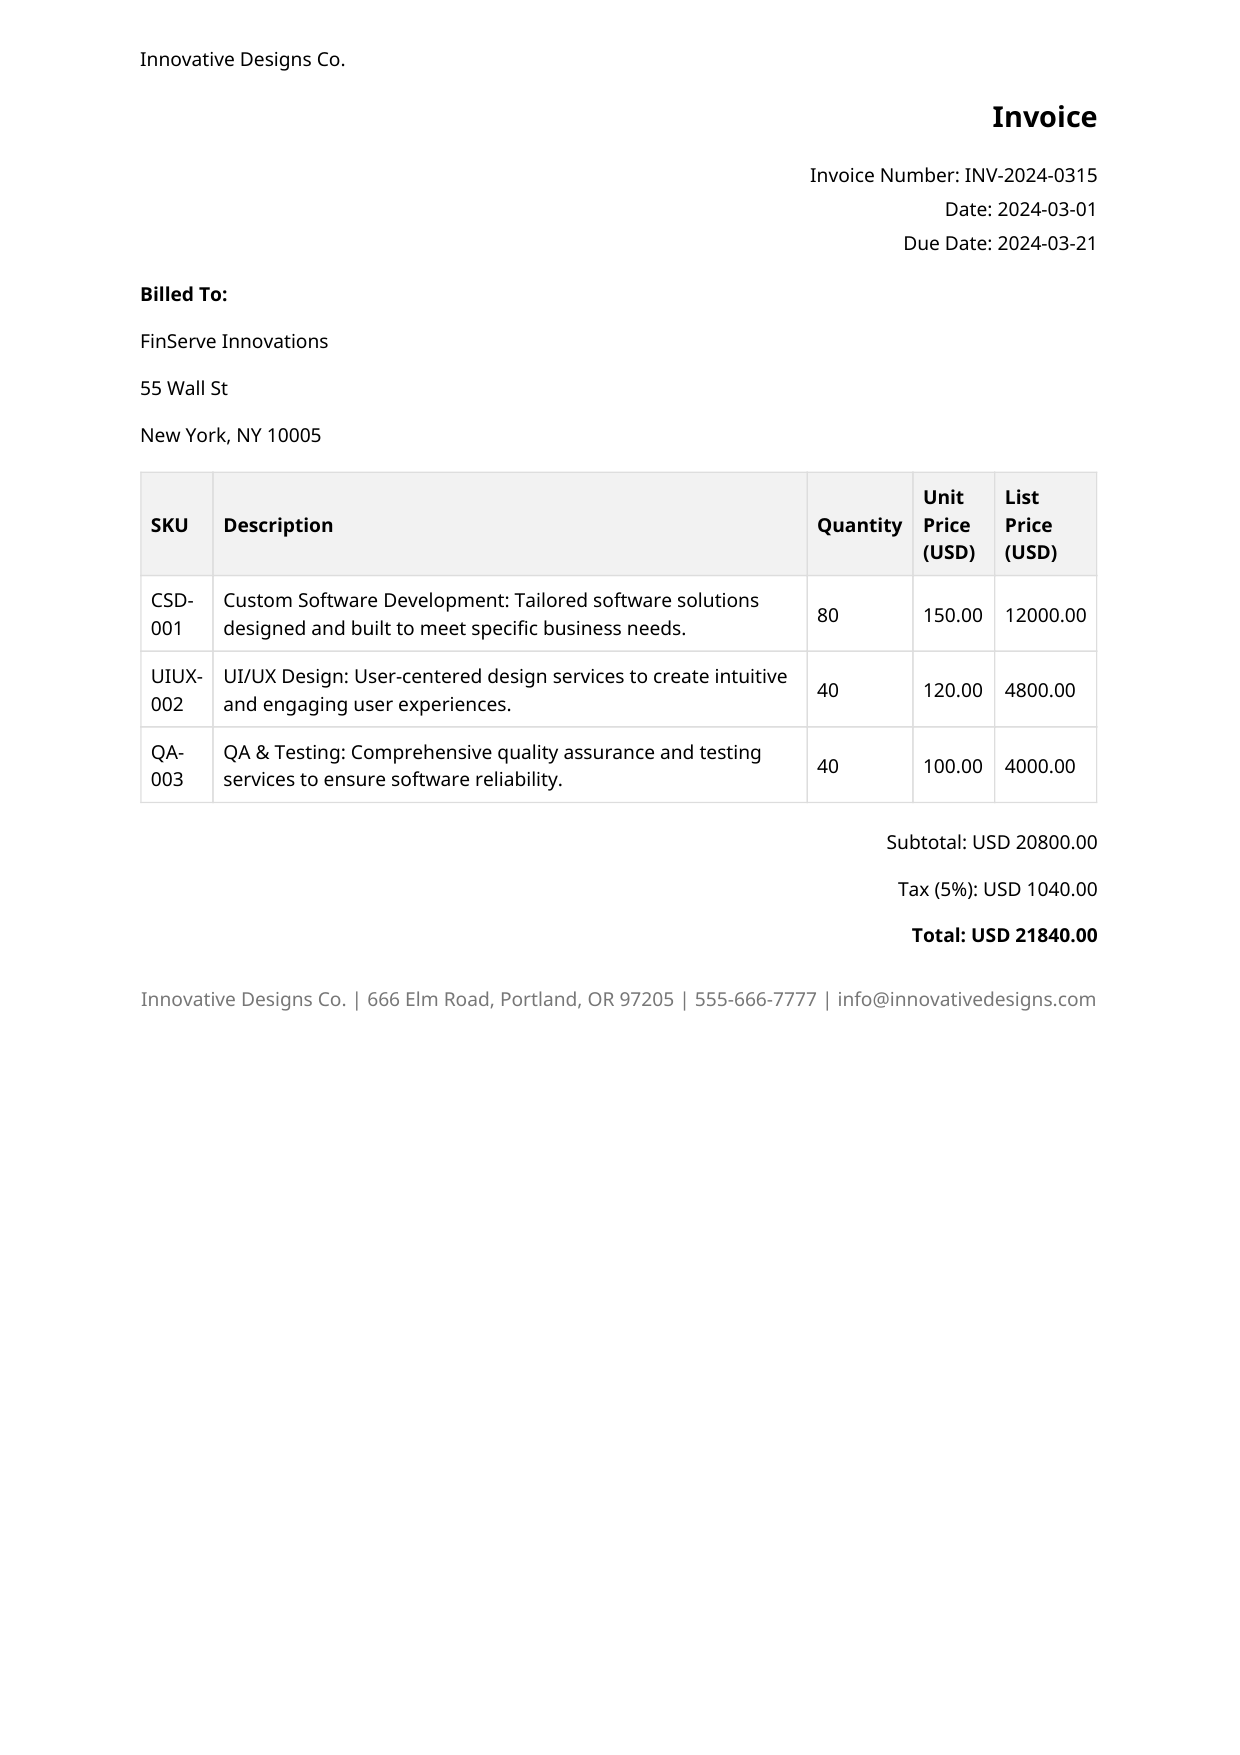 Innovative Designs Co.
Invoice
Invoice Number: INV-2024-0315
Date: 2024-03-01
Due Date: 2024-03-21
Billed To:
FinServe Innovations
55 Wall St
New York, NY 10005
SKU Description Quantity Unit Price (USD) List Price (USD)
CSD-001 Custom Software Development: Tailored software solutions
designed and built to meet specific business needs. 80 150.00 12000.00
UIUX-002 UI/UX Design: User-centered design services to create intuitive
and engaging user experiences. 40 120.00 4800.00
QA-003 QA & Testing: Comprehensive quality assurance and testing
services to ensure software reliability. 40 100.00 4000.00
Subtotal: USD 20800.00
Tax (5%): USD 1040.00
Total: USD 21840.00
Innovative Designs Co. | 666 Elm Road, Portland, OR 97205 | 555-666-7777 | info@innovativedesigns.com